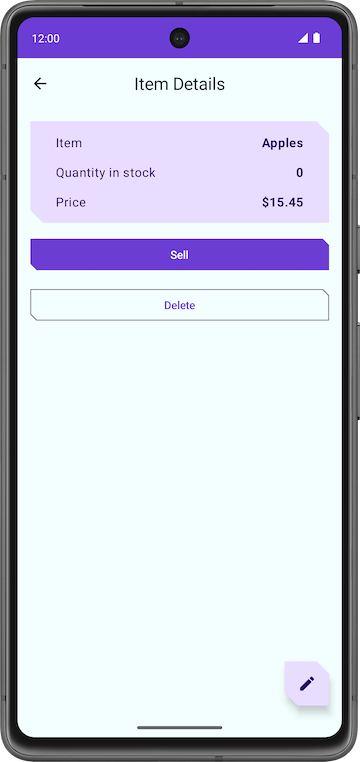 12:00
Item Details
Item Apples
Quantity in stock 0
Price $15.45
Sell
Delete